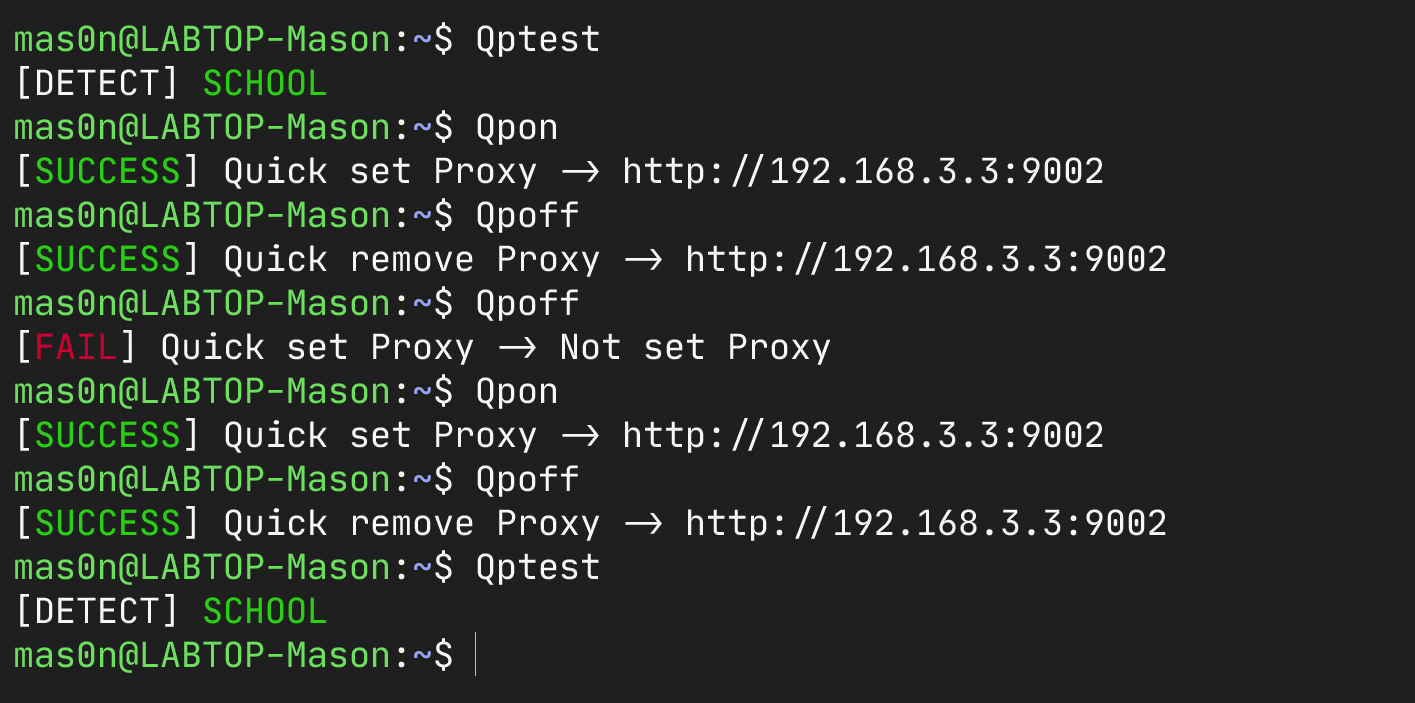 mas0n@LABTOP-Mason:~$ Qptest
[DETECT] SCHOOL
mas0n@LABTOP-Mason:~$ Qpon
[SUCCESS] Quick set Proxy -> http://192.168.3.3:9002
mas0n@LABTOP-Mason:~$ Qpoff
[SUCCESS] Quick remove Proxy -> http://192.168.3.3:9002
mas0n@LABTOP-Mason:~$ Qpoff
[FAIL] Quick set Proxy -> Not set Proxy
mas0n@LABTOP-Mason:~$ Qpon
[SUCCESS] Quick set Proxy -> http://192.168.3.3:9002
mas0n@LABTOP-Mason:~$ Qpoff
[SUCCESS] Quick remove Proxy -> http://192.168.3.3:9002
mas0n@LABTOP-Mason:~$ Qptest
[DETECT] SCHOOL
mas0n@LABTOP-Mason:~$